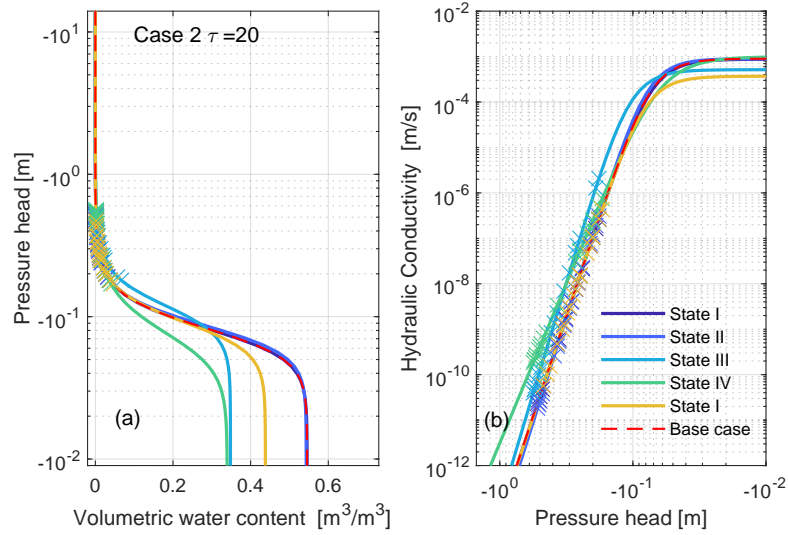 Case 2 τ =20
-10¹
-10⁰
-10⁻¹
-10⁻²
Pressure head [m]
(a)
0
0.2
0.4
0.6
Volumetric water content [m³/m³]
10⁻²
10⁻⁴
10⁻⁶
10⁻⁸
10⁻¹⁰
10⁻¹²
Hydraulic Conductivity [m/s]
State I
State II
State III
State IV
State I
Base case
(b)
-10⁰
-10⁻¹
-10⁻²
Pressure head [m]